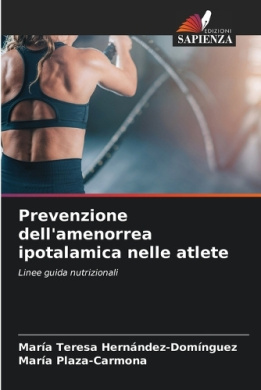 EDIZIONI
SAPIENZA
Prevenzione
dell'amenorrea
ipotalamica nelle atlete
Linee guida nutrizionali
María Teresa Hernández-Domínguez
María Plaza-Carmona